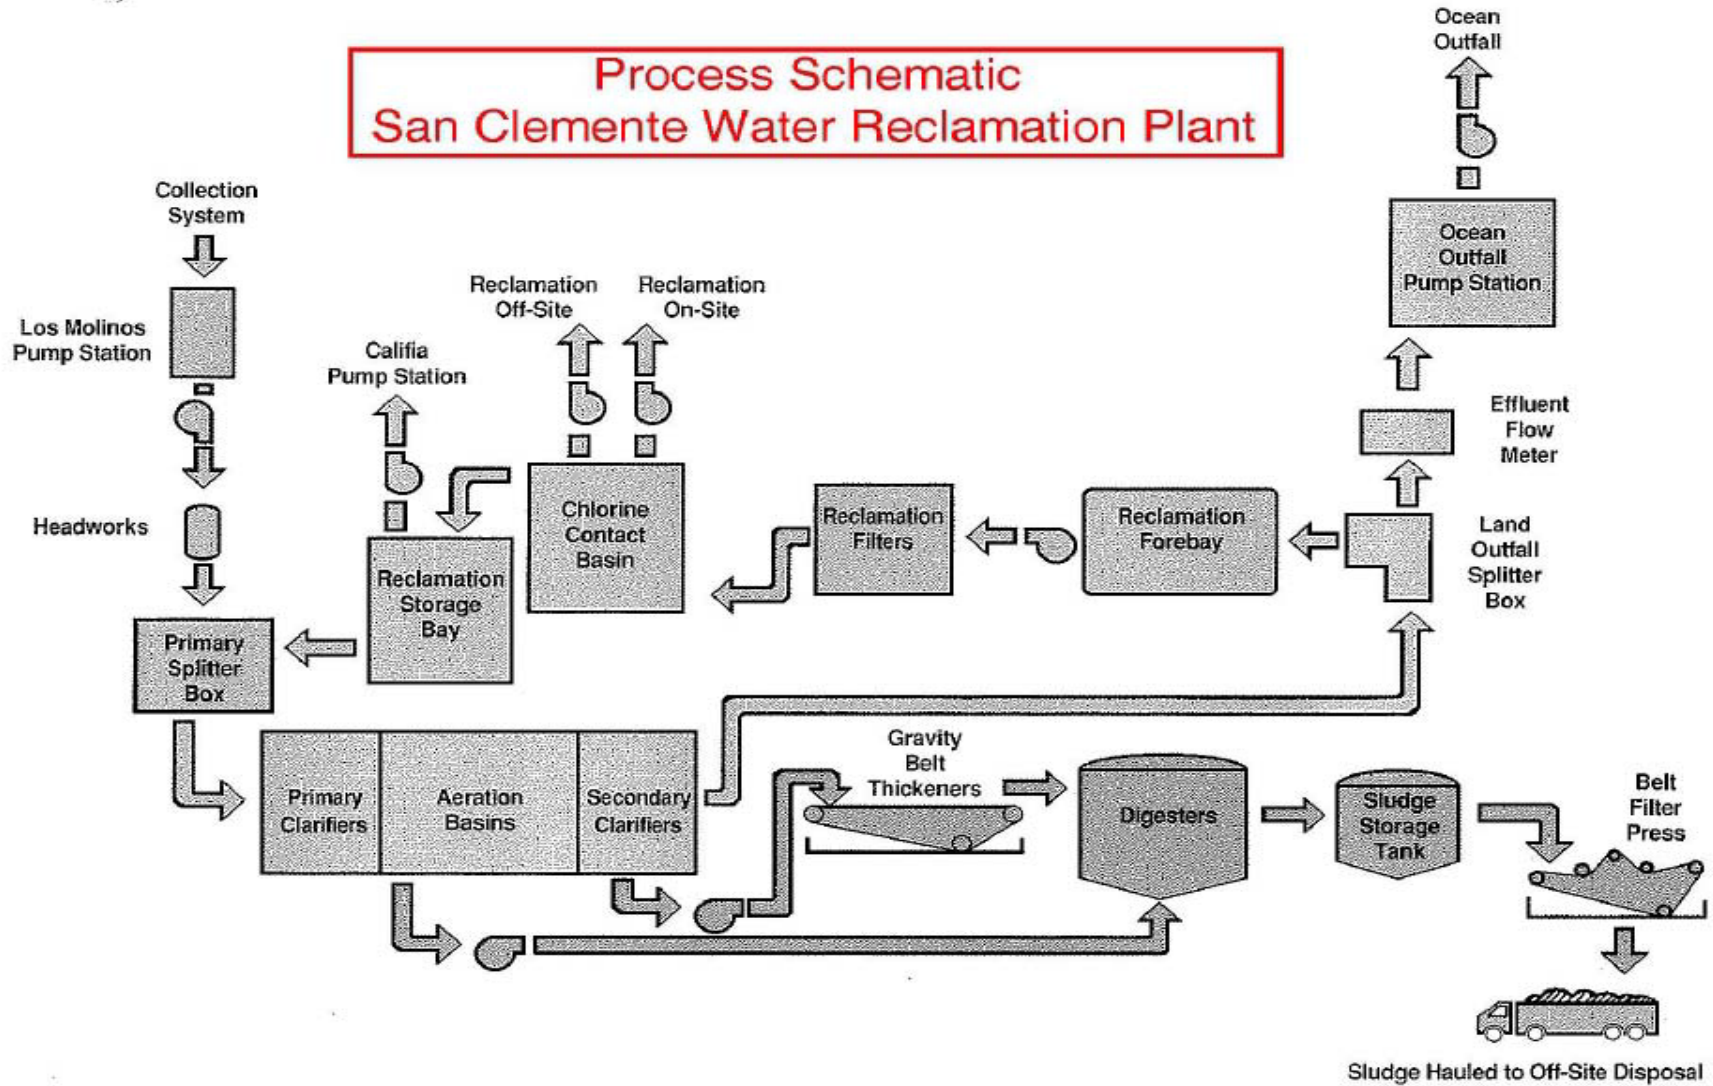 Process Schematic
San Clemente Water Reclamation Plant
Ocean
Outfall
Collection
System
Ocean
Outfall
Pump Station
Reclamation
Off-Site
Reclamation
On-Site
Los Molinos
Pump Station
Califia
Pump Station
Effluent
Flow
Meter
Headworks
Chlorine
Contact
Basin
Reclamation
Filters
Reclamation
Forebay
Land
Outfall
Splitter
Box
Reclamation
Storage
Bay
Primary
Splitter
Box
Gravity
Belt
Thickeners
Primary
Clarifiers
Aeration
Basins
Secondary
Clarifiers
Digesters
Sludge
Storage
Tank
Belt
Filter
Press
Sludge Hauled to Off-Site Disposal